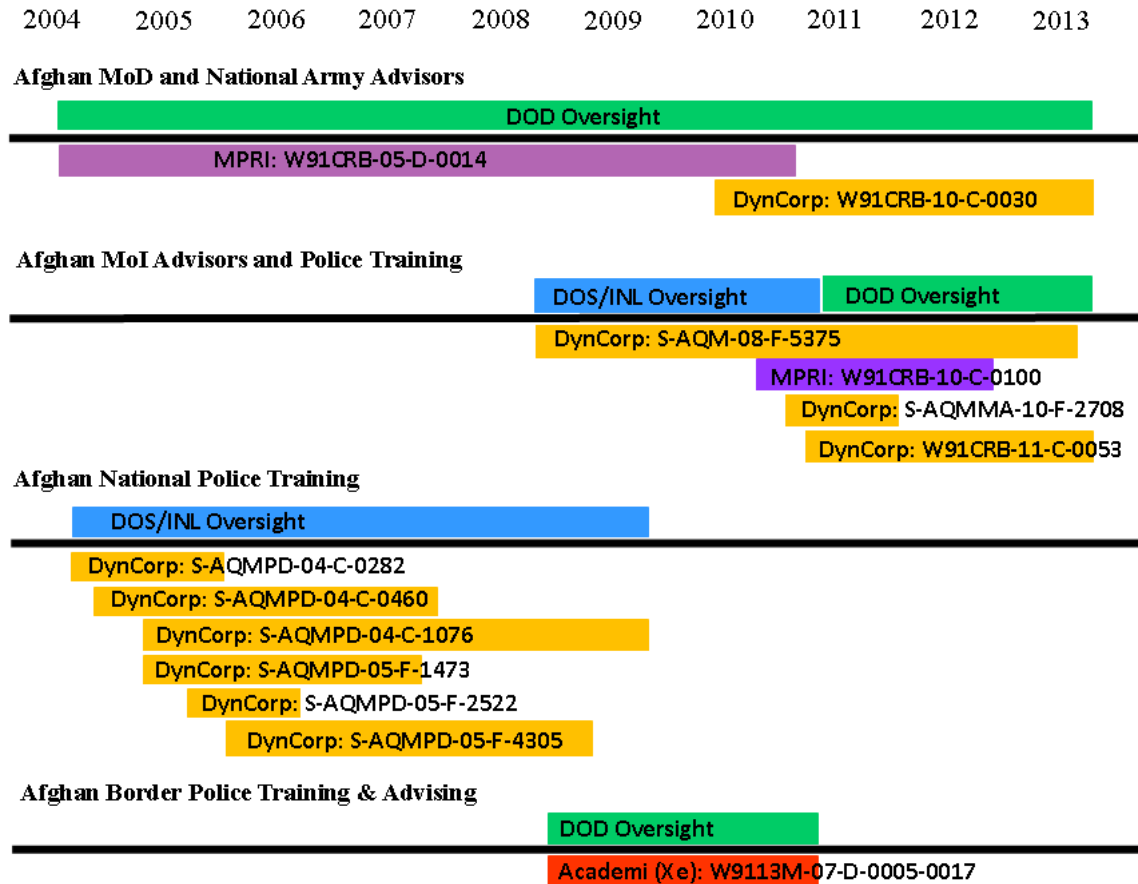 2004 2005 2006 2007 2008 2009 2010 2011 2012 2013
Afghan MoD and National Army Advisors
DOD Oversight
MPRI: W91CRB-05-D-0014
DynCorp: W91CRB-10-C-0030
Afghan MoI Advisors and Police Training
DOS/INL Oversight DOD Oversight
DynCorp: S-AQM-08-F-5375
MPRI: W91CRB-10-C-0100
DynCorp: S-AQMMA-10-F-2708
DynCorp: W91CRB-11-C-0053
Afghan National Police Training
DOS/INL Oversight
DynCorp: S-AQMPD-04-C-0282
DynCorp: S-AQMPD-04-C-0460
DynCorp: S-AQMPD-04-C-1076
DynCorp: S-AQMPD-05-F-1473
DynCorp: S-AQMPD-05-F-2522
DynCorp: S-AQMPD-05-F-4305
Afghan Border Police Training & Advising
DOD Oversight
Academi (Xe): W9113M-07-D-0005-0017